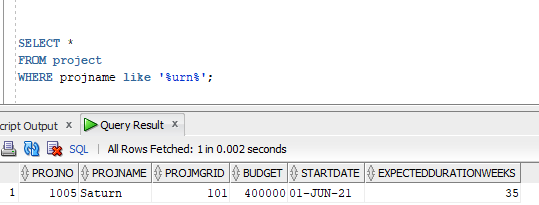 SELECT *
FROM project
WHERE projname like '%urn%';
cript Output x Query Result x
SQL | All Rows Fetched: 1 in 0.002 seconds
PROJNO PROJNAME PROJMGRID BUDGET STARTDATE EXPECTEDDURATIONWEEKS
1 1005 Saturn 101 400000 01-JUN-21 35